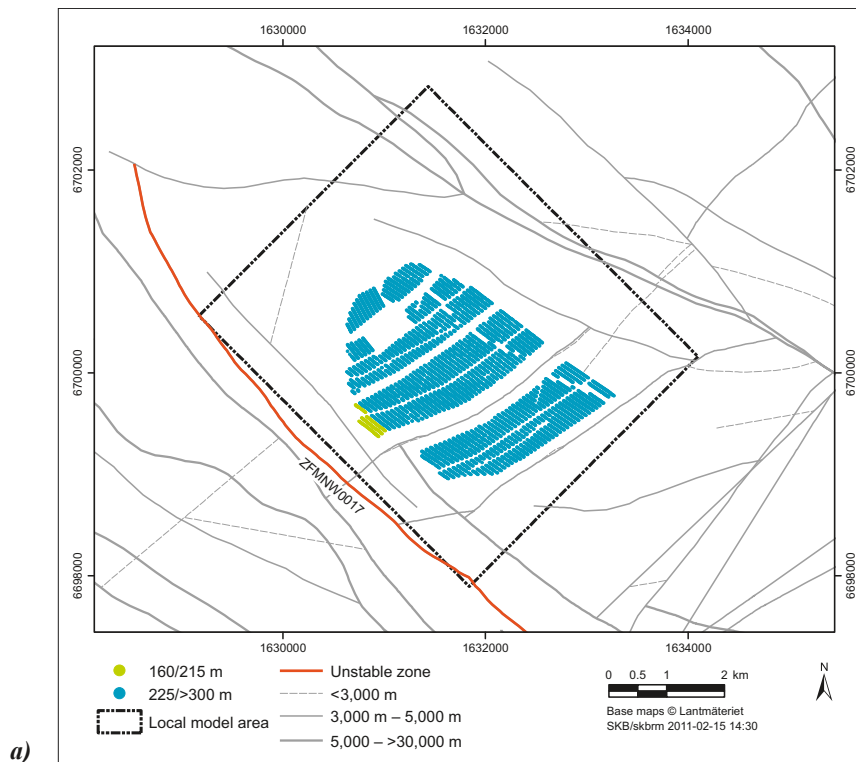 1630000 1632000 1634000
6702000 6702000
6700000 6700000
ZFMNW0017
6698000 6698000
1630000 1632000 1634000
160/215 m
225/>300 m
Local model area
Unstable zone
<3,000 m
3,000 m – 5,000 m
5,000 – >30,000 m
0 0.5 1 2 km
Base maps © Lantmäteriet
SKB/skbrm 2011-02-15 14:30
N
a)